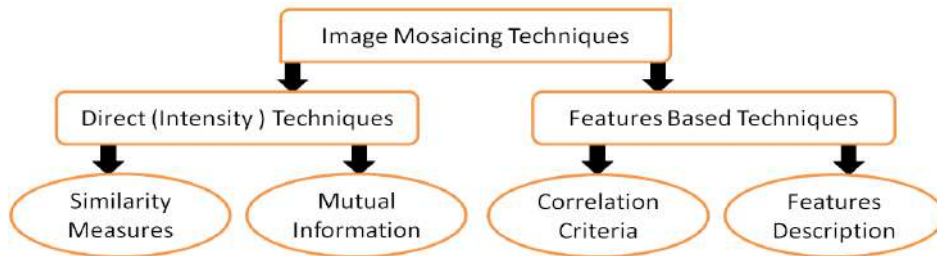 Image Mosaicing Techniques
Direct (Intensity ) Techniques
Features Based Techniques
Similarity
Measures
Mutual
Information
Correlation
Criteria
Features
Description